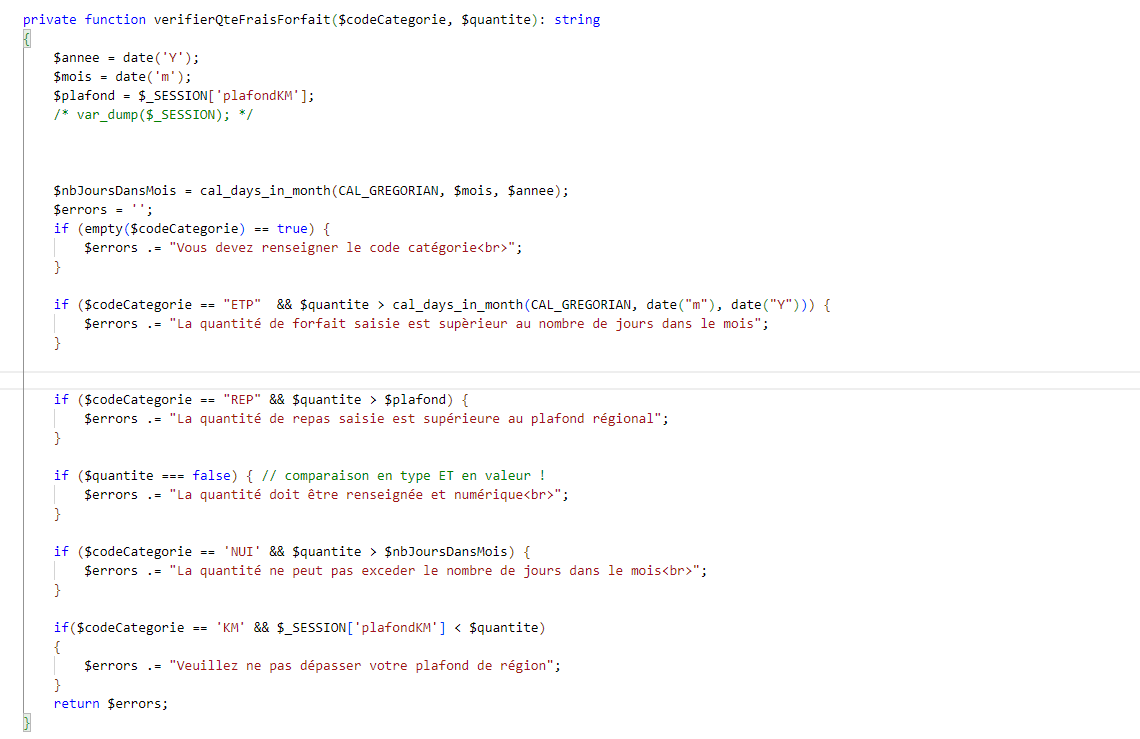 private function verifierQteFraisForfait($codeCategorie, $quantite): string
{
$annee = date('Y');
$mois = date('m');
$plafond = $_SESSION['plafondKM'];
/* var_dump($_SESSION); */
$nbJoursDansMois = cal_days_in_month(CAL_GREGORIAN, $mois, $annee);
$errors = '';
if (empty($codeCategorie) == true) {
$errors .= "Vous devez renseigner le code catégorie<br>";
}
if ($codeCategorie == "ETP"  && $quantite > cal_days_in_month(CAL_GREGORIAN, date("m"), date("Y"))) {
$errors .= "La quantité de forfait saisie est supèrieur au nombre de jours dans le mois";
}
if ($codeCategorie == "REP" && $quantite > $plafond) {
$errors .= "La quantité de repas saisie est supérieure au plafond régional";
}
if ($quantite === false) { // comparaison en type ET en valeur !
$errors .= "La quantité doit être renseignée et numérique<br>";
}
if ($codeCategorie == 'NUI' && $quantite > $nbJoursDansMois) {
$errors .= "La quantité ne peut pas exceder le nombre de jours dans le mois<br>";
}
if($codeCategorie == 'KM' && $_SESSION['plafondKM'] < $quantite)
{
$errors .= "Veuillez ne pas dépasser votre plafond de région";
}
return $errors;
}